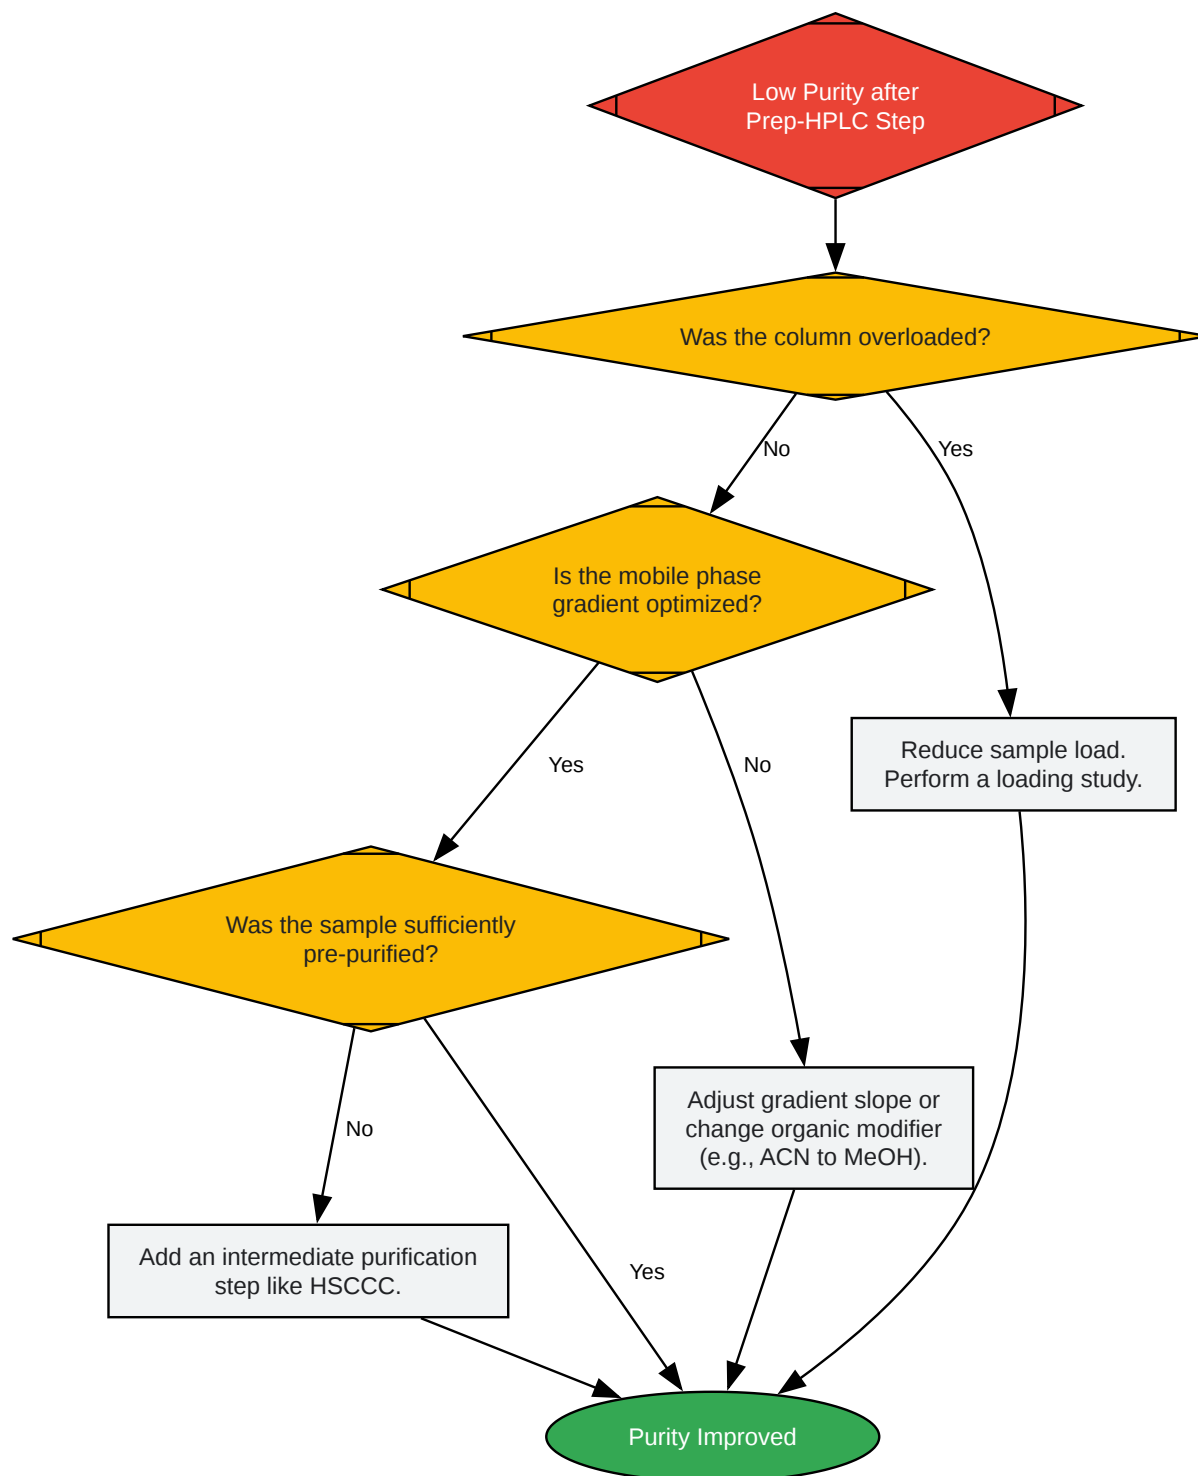 Low Purity after
Prep-HPLC Step
Was the column overloaded?
No
Yes
Is the mobile phase
gradient optimized?
Yes
No
Reduce sample load.
Perform a loading study.
Was the sample sufficiently
pre-purified?
No
Adjust gradient slope or
change organic modifier
(e.g., ACN to MeOH).
Add an intermediate purification
step like HSCCC.
Yes
Purity Improved